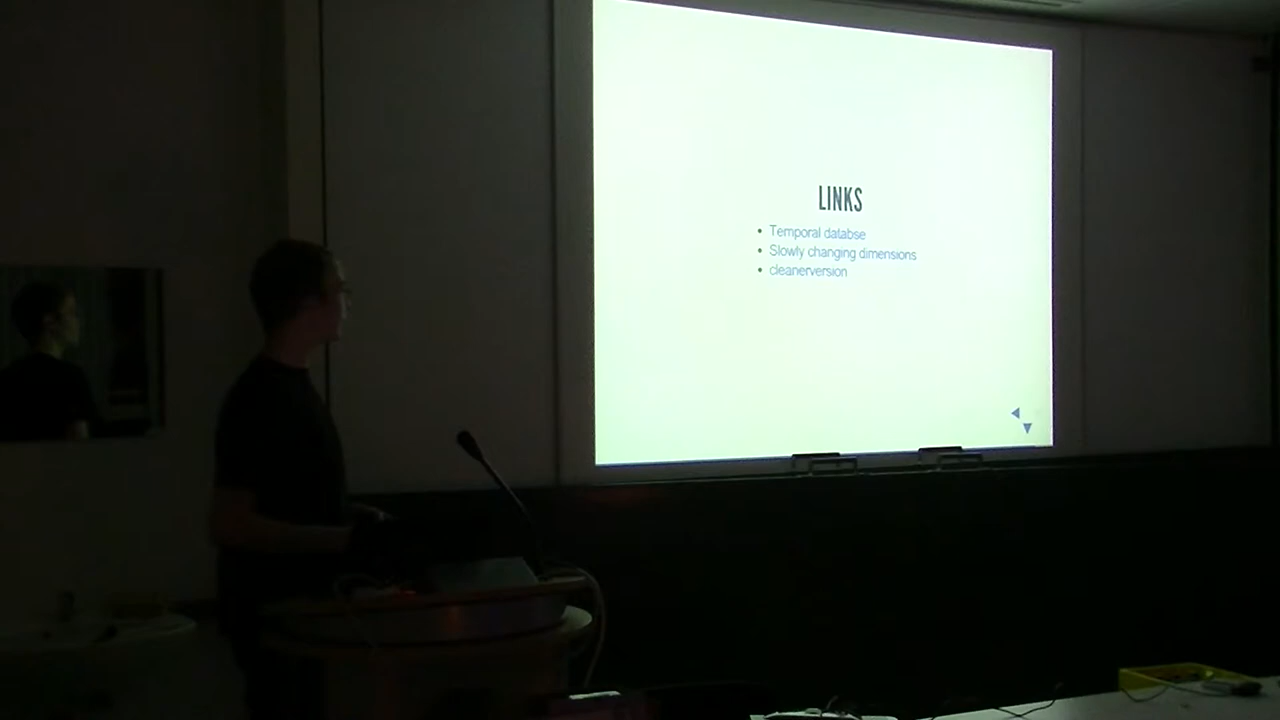 LINKS
Temporal databse
Slowly changing dimensions
cleanerversion